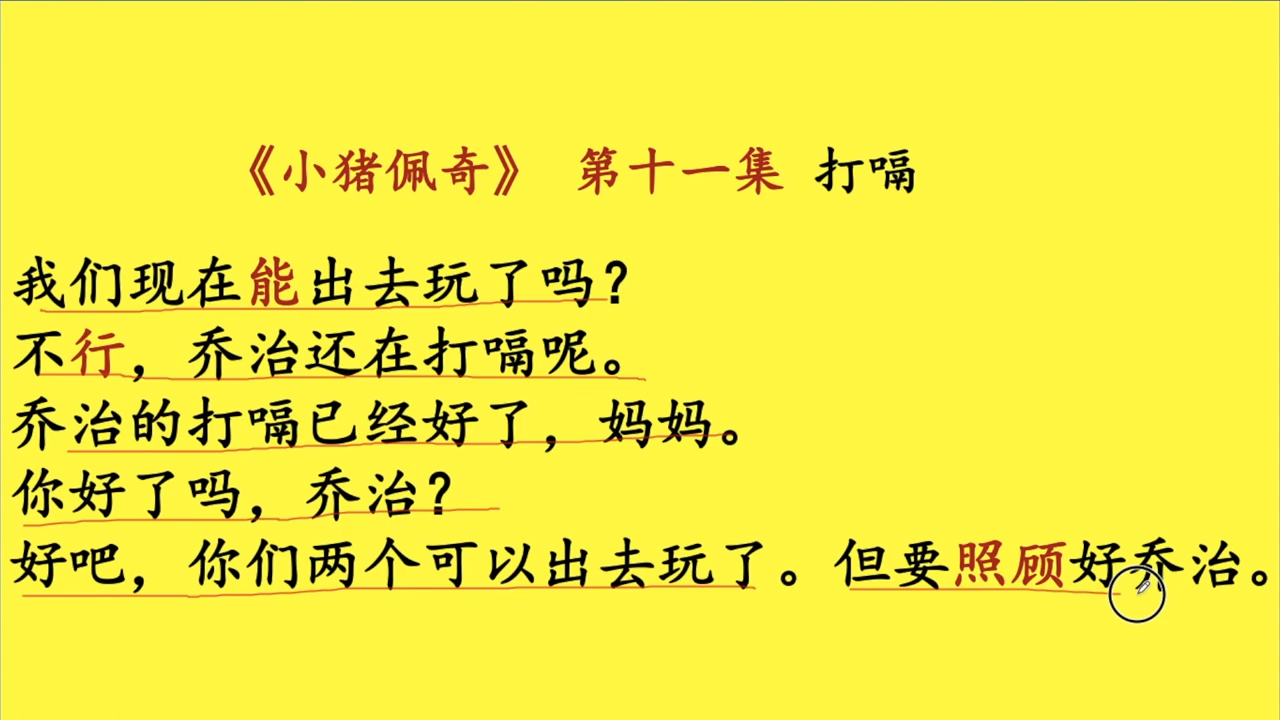 《小猪佩奇》 第十一集 打嗝
我们现在能出去玩了吗？
不行，乔治还在打嗝呢。
乔治的打嗝已经好了，妈妈。
你好了吗，乔治？
好吧，你们两个可以出去玩了。但要照顾好乔治。